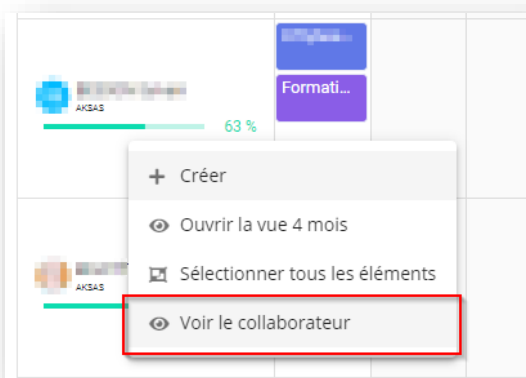 Formati...
AKSAS
63 %
Créer
Ouvrir la vue 4 mois
Sélectionner tous les éléments
AKSAS
Voir le collaborateur